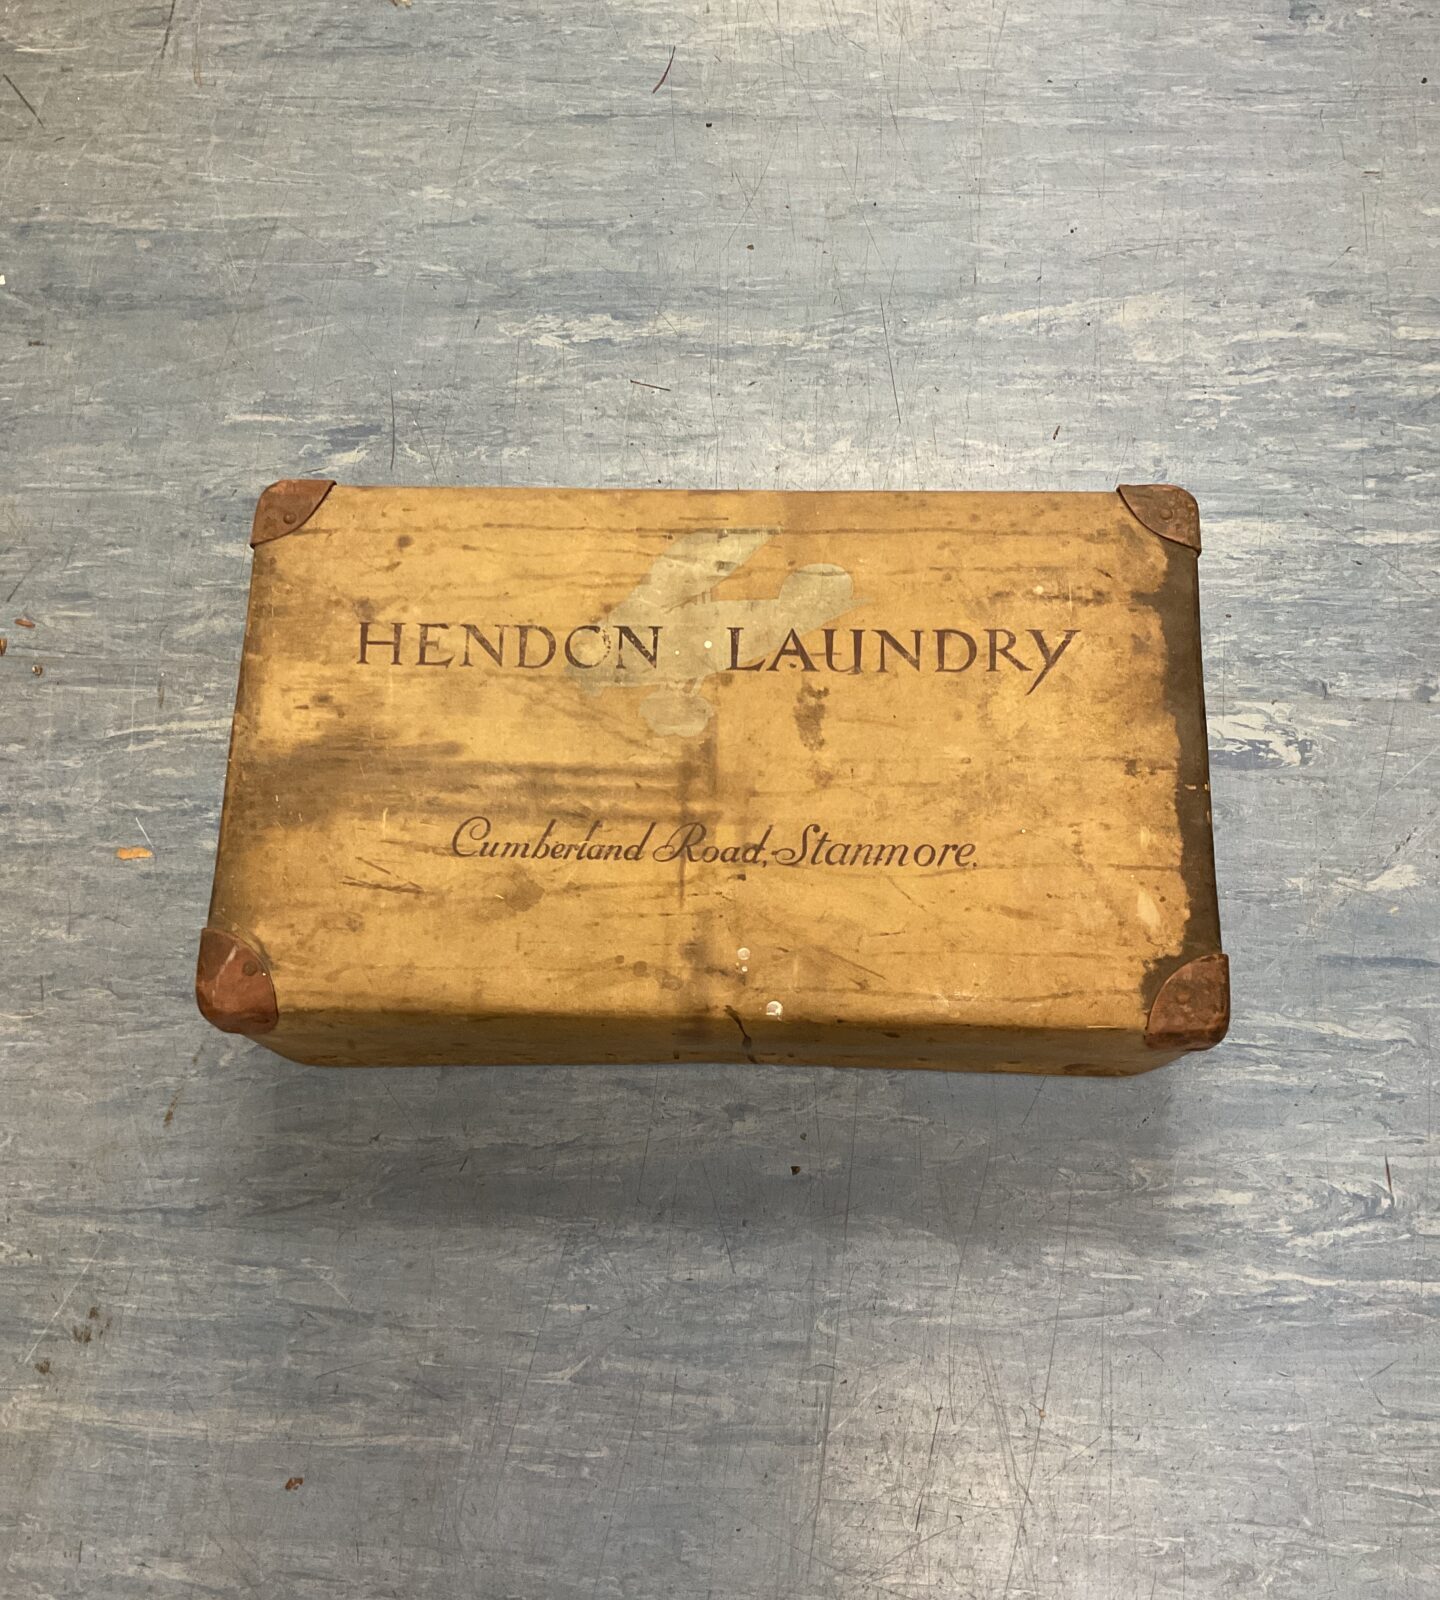 HENDON LAUNDRY
Cumberland Road, Stanmore.